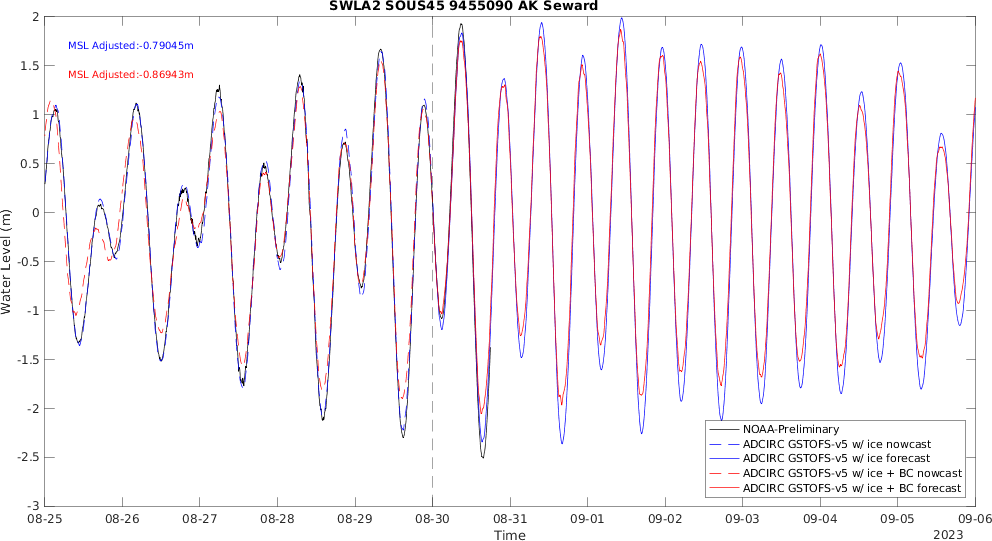 SWLA2 SOUS45 9455090 AK Seward
MSL Adjusted:-0.79045m
MSL Adjusted:-0.86943m
2
1.5
1
0.5
0
-0.5
-1
-1.5
-2
-2.5
-3
Water Level (m)
NOAA-Preliminary
ADCIRC GSTOFS-v5 w/ ice nowcast
ADCIRC GSTOFS-v5 w/ ice forecast
ADCIRC GSTOFS-v5 w/ ice + BC nowcast
ADCIRC GSTOFS-v5 w/ ice + BC forecast
08-25 08-26 08-27 08-28 08-29 08-30 08-31 09-01 09-02 09-03 09-04 09-05 09-06
Time
2023